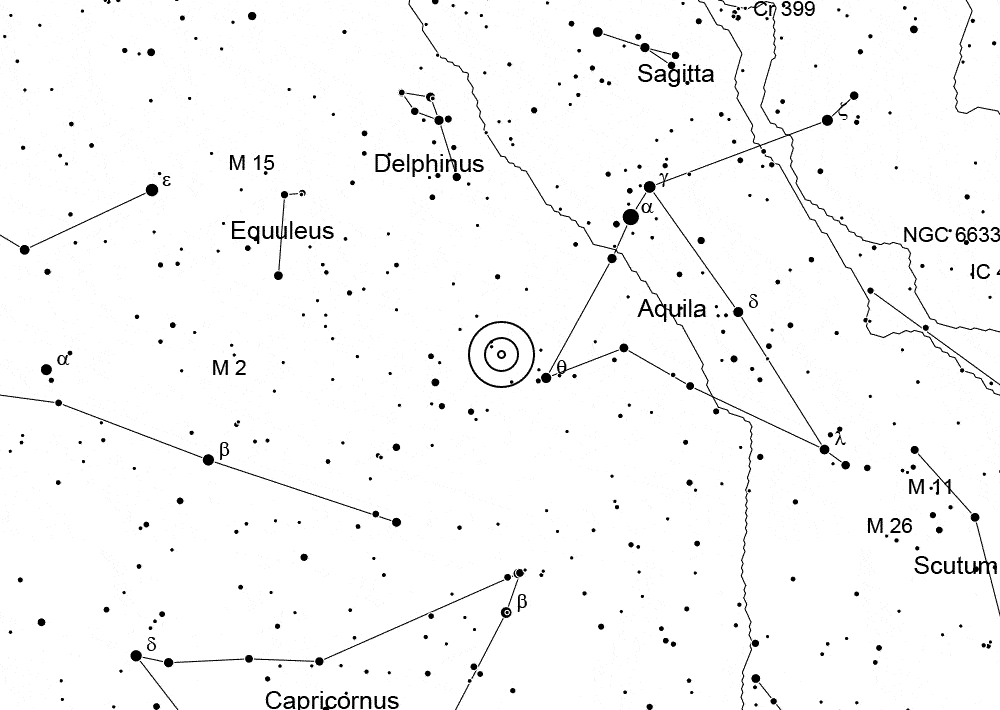 Cr 399
Sagitta
ζ
M 15
Delphinus
ε
γ
α
Equuleus
NGC 6633
IC 4
Aquila
δ
α
M 2
θ
λ
β
M 11
M 26
Scutum
β
δ
Capricornus